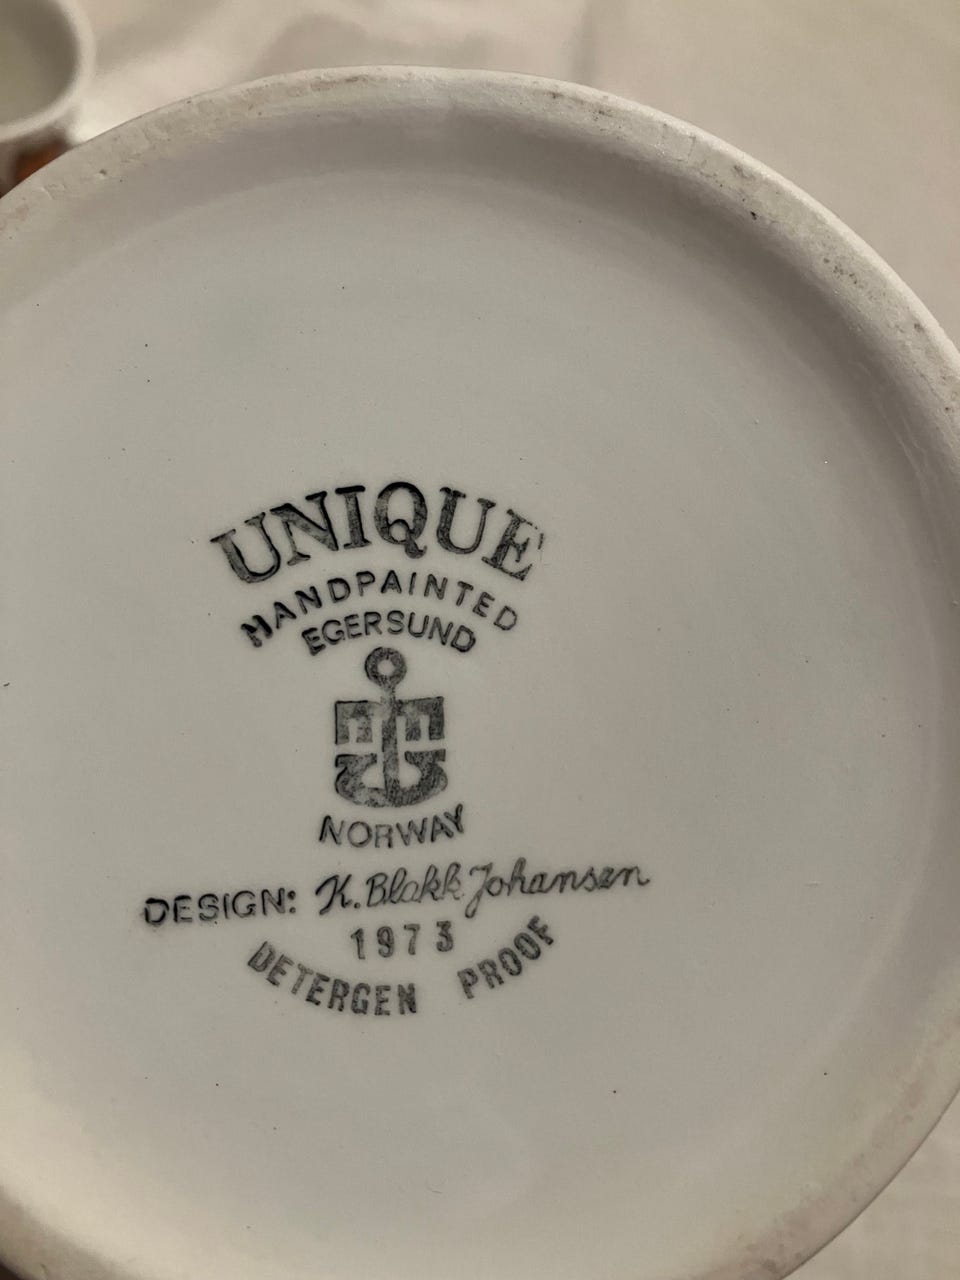 UNIQUE
HANDPAINTED
EGERSUND
NORWAY
DESIGN: K. Blakk Johansen
1973
DETERGEN PROOF